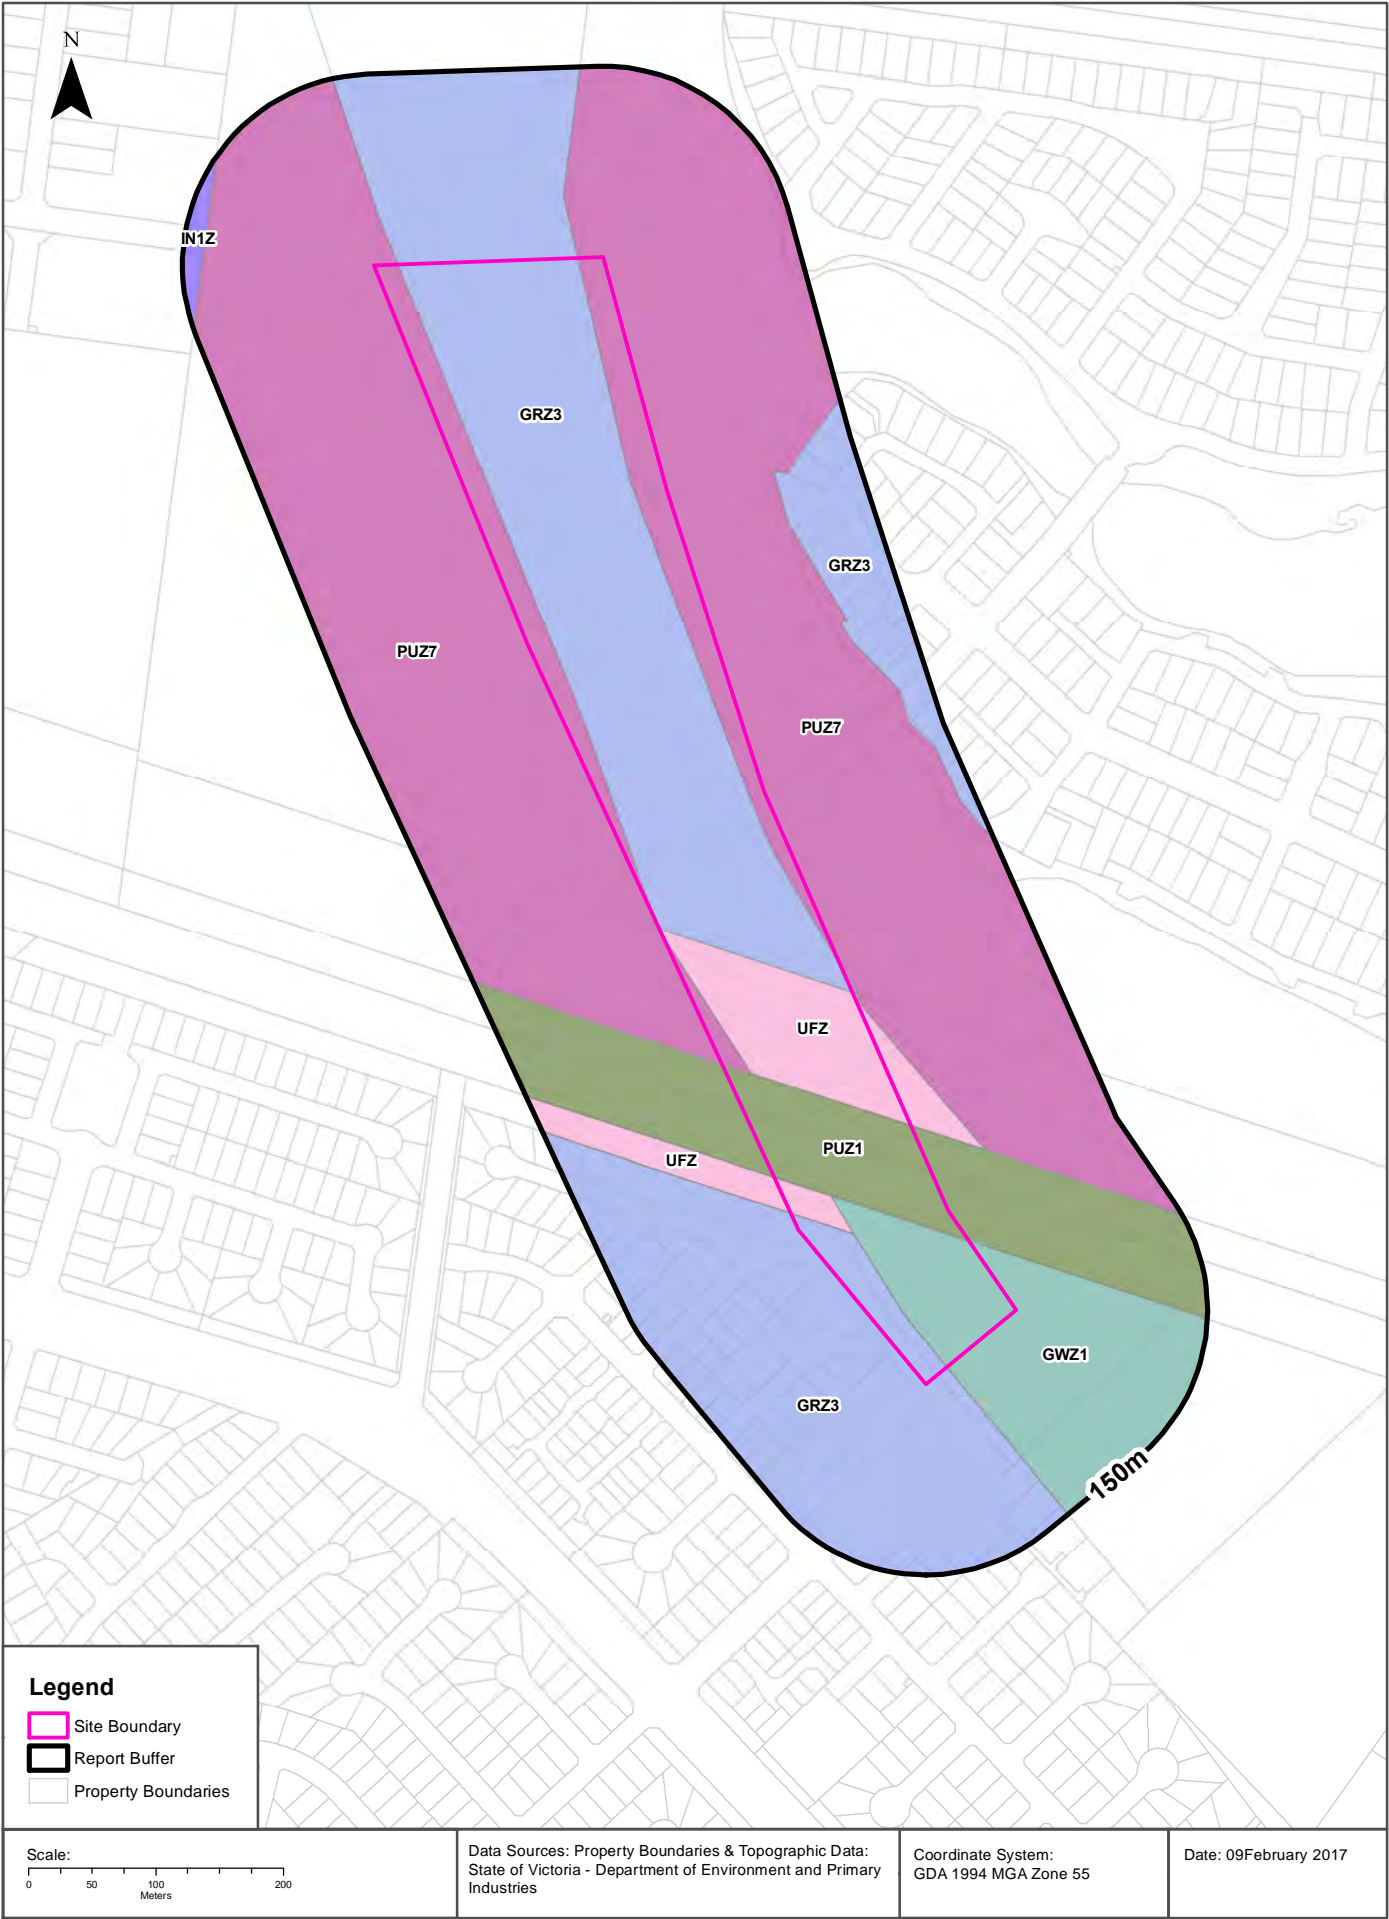 N
IN1Z
GRZ3
GRZ3
PUZ7
PUZ7
UFZ
PUZ1
UFZ
GWZ1
GRZ3
150m
Legend
Site Boundary
Report Buffer
Property Boundaries
Scale:
0 50 100 200
Meters
Data Sources: Property Boundaries & Topographic Data:
State of Victoria - Department of Environment and Primary
Industries
Coordinate System:
GDA 1994 MGA Zone 55
Date: 09February 2017